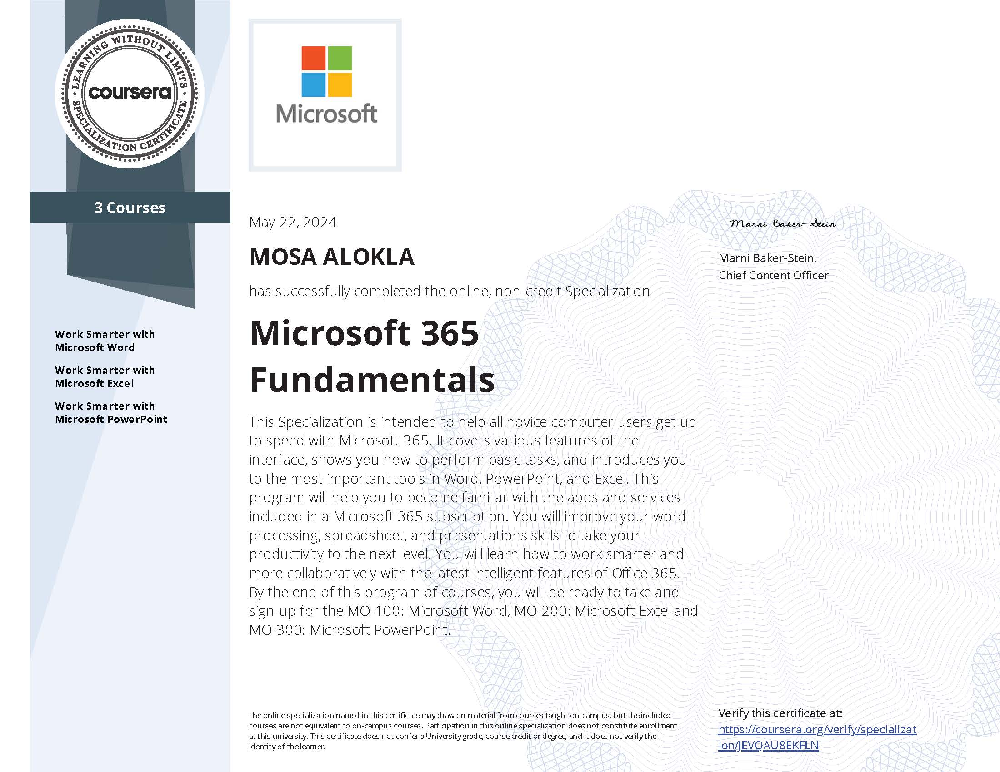 LEARNING WITHOUT LIMITS
coursera
SPECIALIZATION CERTIFICATE
3 Courses
Work Smarter with
Microsoft Word
Work Smarter with
Microsoft Excel
Work Smarter with
Microsoft PowerPoint
Microsoft
May 22, 2024
MOSA ALOKLA
has successfully completed the online, non-credit Specialization
Microsoft 365
Fundamentals
This Specialization is intended to help all novice computer users get up
to speed with Microsoft 365. It covers various features of the
interface, shows you how to perform basic tasks, and introduces you
to the most important tools in Word, PowerPoint, and Excel. This
program will help you to become familiar with the apps and services
included in a Microsoft 365 subscription. You will improve your word
processing, spreadsheet, and presentations skills to take your
productivity to the next level. You will learn how to work smarter and
more collaboratively with the latest intelligent features of Office 365.
By the end of this program of courses, you will be ready to take and
sign-up for the MO-100: Microsoft Word, MO-200: Microsoft Excel and
MO-300: Microsoft PowerPoint.
Marni Baker-Stein
Marni Baker-Stein,
Chief Content Officer
The online specialization named in this certificate may draw on material from courses taught on-campus, but the included
courses are not equivalent to on-campus courses. Participation in this online specialization does not constitute enrollment
at this university. This certificate does not confer a University grade, course credit or degree, and it does not verify the
identity of the learner.
Verify this certificate at:
https://coursera.org/verify/specializat
ion/JEVQAU8EKFLN